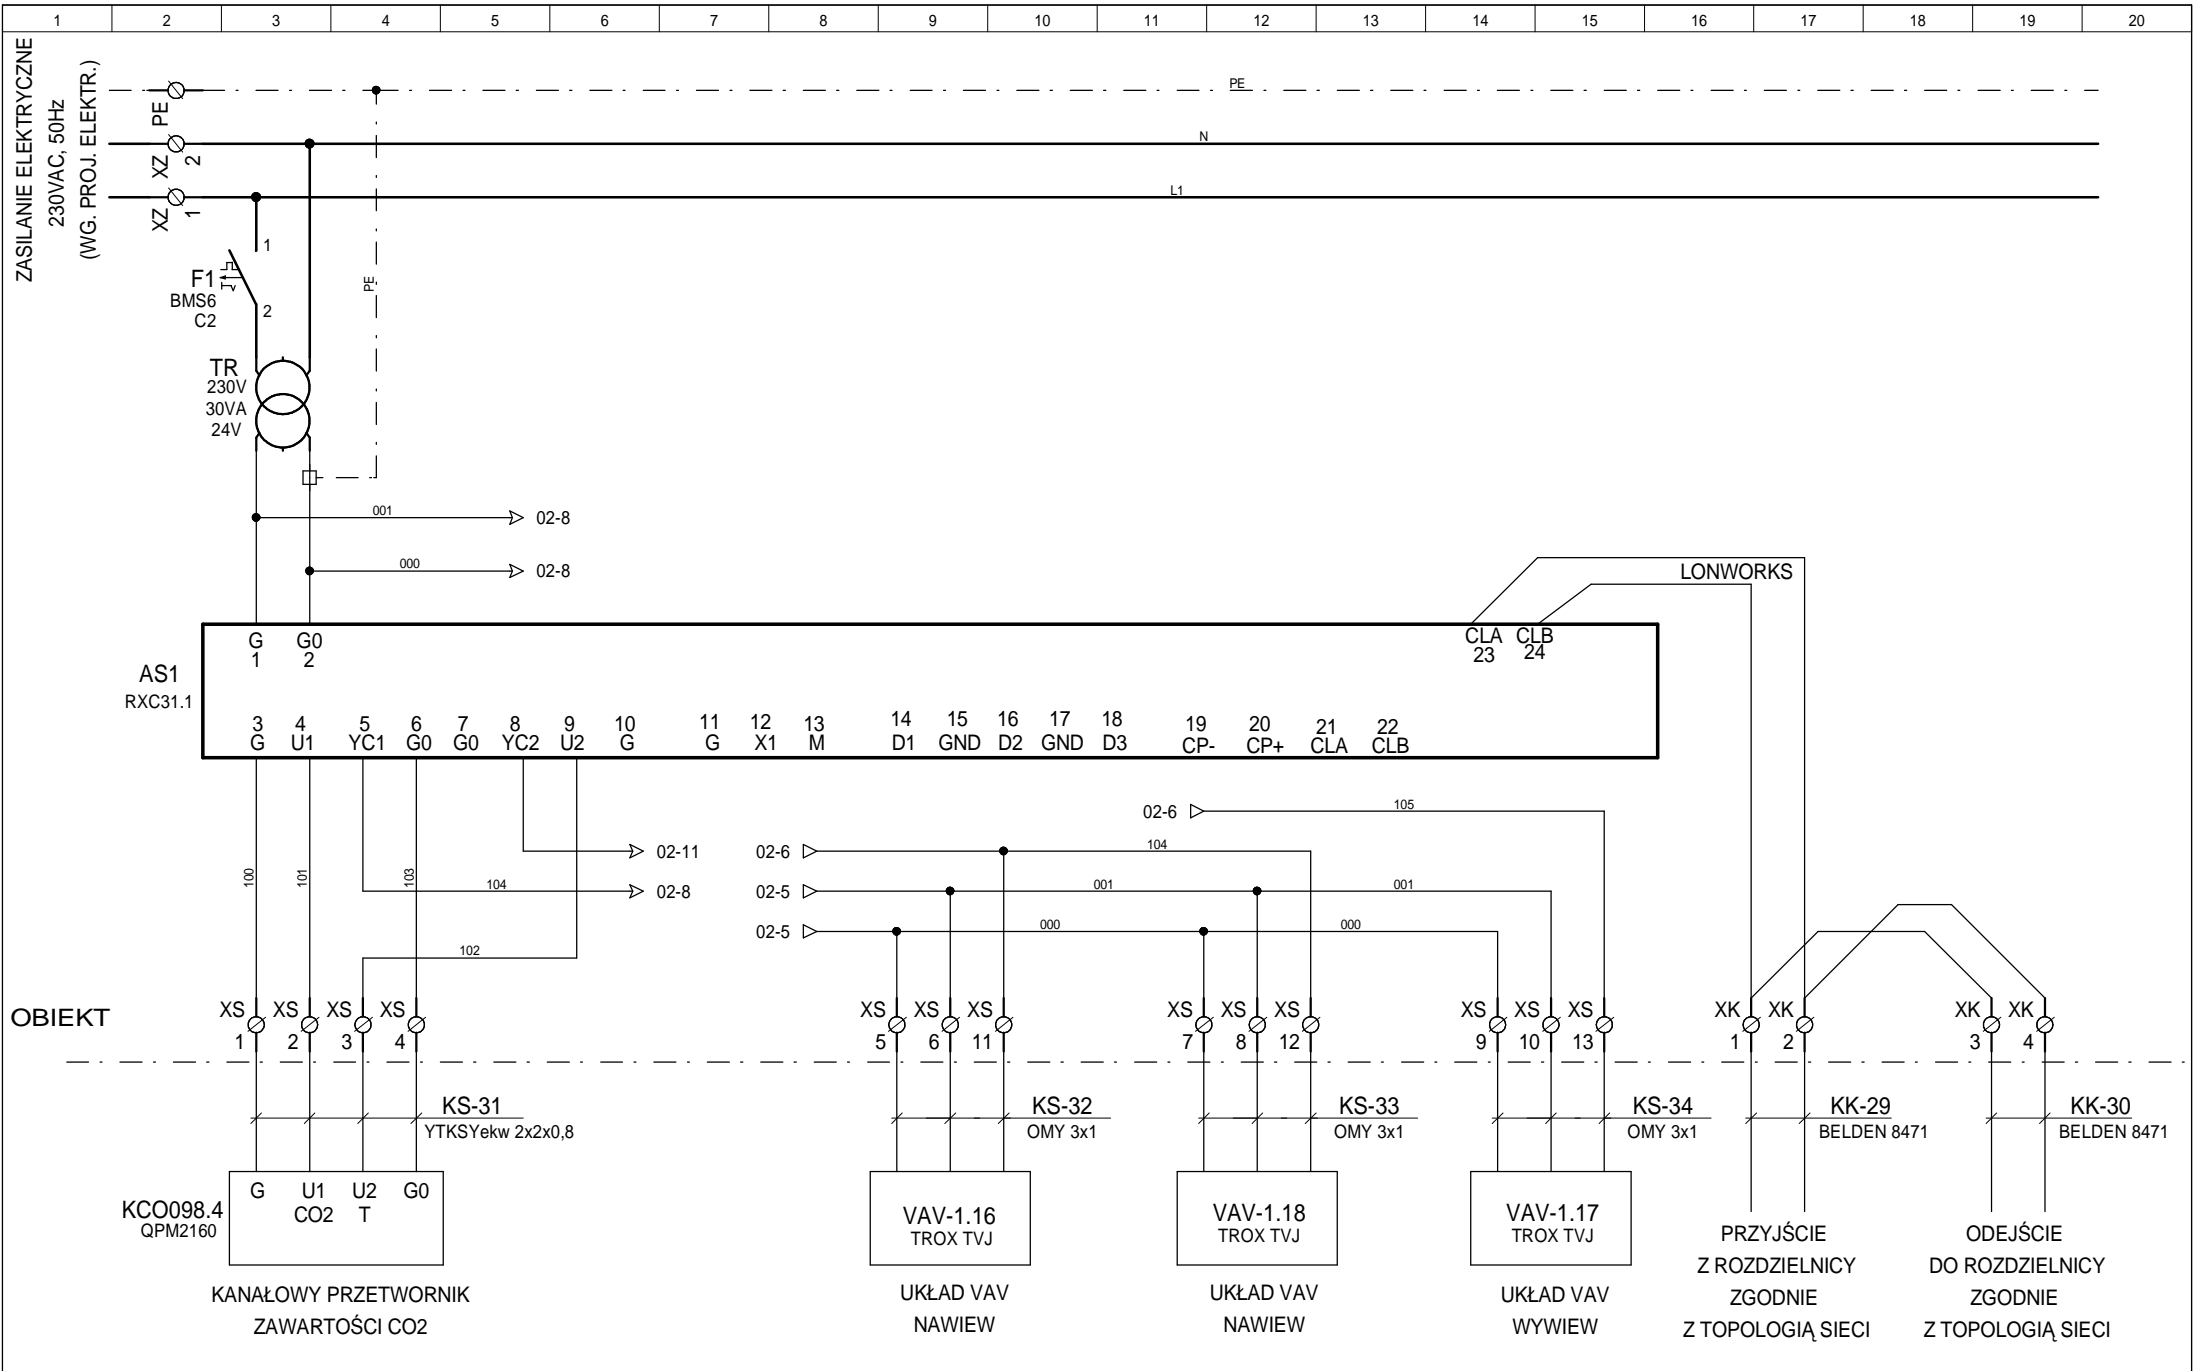 1 2 3 4 5 6 7 8 9 10 11 12 13 14 15 16 17 18 19 20
ZASILANIE ELEKTRYCZNE
230VAC, 50Hz
(WG. PROJ. ELEKTR.)
PE
PE
XZ 2
N
XZ 1
L1
1
F1
BMS6
C2
2
PE
TR
230V
30VA
24V
001 02-8
000 02-8
LONWORKS
G G0 CLA CLB
1 2 23 24
AS1
RXC31.1
3 4 5 6 7 8 9 10 11 12 13 14 15 16 17 18 19 20 21 22
G U1 YC1 G0 G0 YC2 U2 G G X1 M D1 GND D2 GND D3 CP- CP+ CLA CLB
02-6 105
02-11 02-6 104
100 101 103
104 02-8 02-5 001 001
02-5 000 000
102
OBIEKT
XS XS XS XS XS XS XS XS XS XS XS XS XS XK XK XK XK
1 2 3 4 5 6 11 7 8 12 9 10 13 1 2 3 4
KS-31 KS-32 KS-33 KS-34 KK-29 KK-30
YTKSYekw 2x2x0,8 OMY 3x1 OMY 3x1 OMY 3x1 BELDEN 8471 BELDEN 8471
KCO098.4
QPM2160
G U1 U2 G0
CO2 T
VAV-1.16
TROX TVJ
VAV-1.18
TROX TVJ
VAV-1.17
TROX TVJ
KANAŁOWY PRZETWORNIK
ZAWARTOŚCI CO2
UKŁAD VAV
NAWIEW
UKŁAD VAV
NAWIEW
UKŁAD VAV
WYWIEW
PRZYJŚCIE
Z ROZDZIELNICY
ZGODNIE
Z TOPOLOGIĄ SIECI
ODEJŚCIE
DO ROZDZIELNICY
ZGODNIE
Z TOPOLOGIĄ SIECI